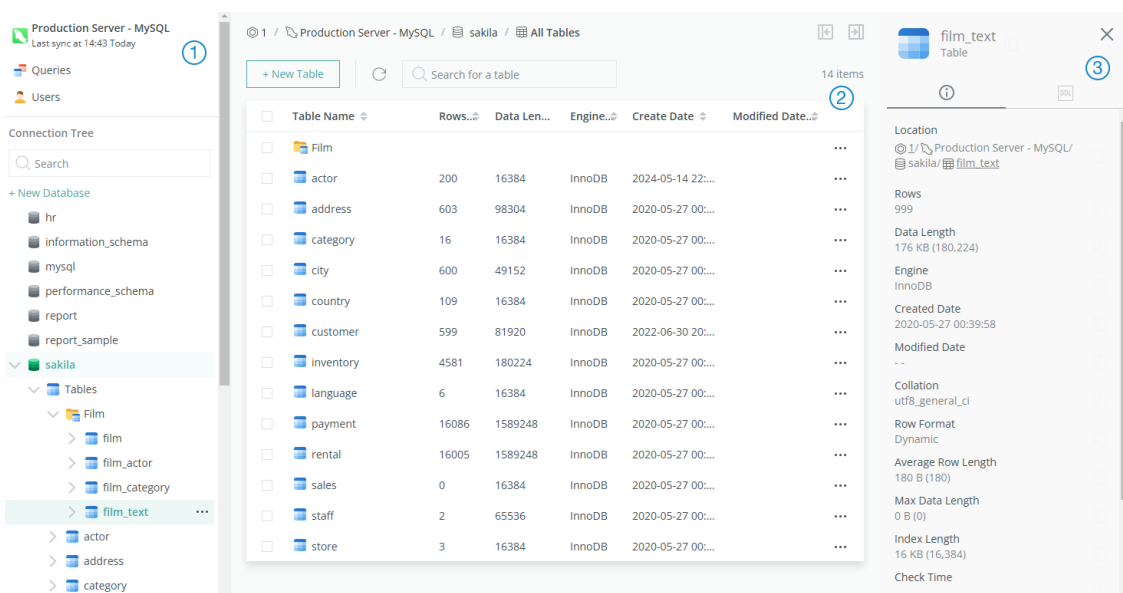 Production Server - MySQL
Last sync at 14:43 Today
1
Queries
Users
Connection Tree
Search
+ New Database
hr
information_schema
mysql
performance_schema
report
report_sample
sakila
Tables
Film
film
film_actor
film_category
film_text
actor
address
category
1 / Production Server - MySQL / sakila / All Tables
+ New Table
Search for a table
14 items
2
Table Name Rows... Data Len... Engine... Create Date Modified Date...
Film
actor 200 16384 InnoDB 2024-05-14 22:...
address 603 98304 InnoDB 2020-05-27 00:...
category 16 16384 InnoDB 2020-05-27 00:...
city 600 49152 InnoDB 2020-05-27 00:...
country 109 16384 InnoDB 2020-05-27 00:...
customer 599 81920 InnoDB 2022-06-30 20:...
inventory 4581 180224 InnoDB 2020-05-27 00:...
language 6 16384 InnoDB 2020-05-27 00:...
payment 16086 1589248 InnoDB 2020-05-27 00:...
rental 16005 1589248 InnoDB 2020-05-27 00:...
sales 0 16384 InnoDB 2020-05-27 00:...
staff 2 65536 InnoDB 2020-05-27 00:...
store 3 16384 InnoDB 2020-05-27 00:...
film_text
Table
3
DDL
Location
1/ Production Server - MySQL/
sakila/ film_text
Rows
999
Data Length
176 KB (180,224)
Engine
InnoDB
Created Date
2020-05-27 00:39:58
Modified Date
- -
Collation
utf8_general_ci
Row Format
Dynamic
Average Row Length
180 B (180)
Max Data Length
0 B (0)
Index Length
16 KB (16,384)
Check Time